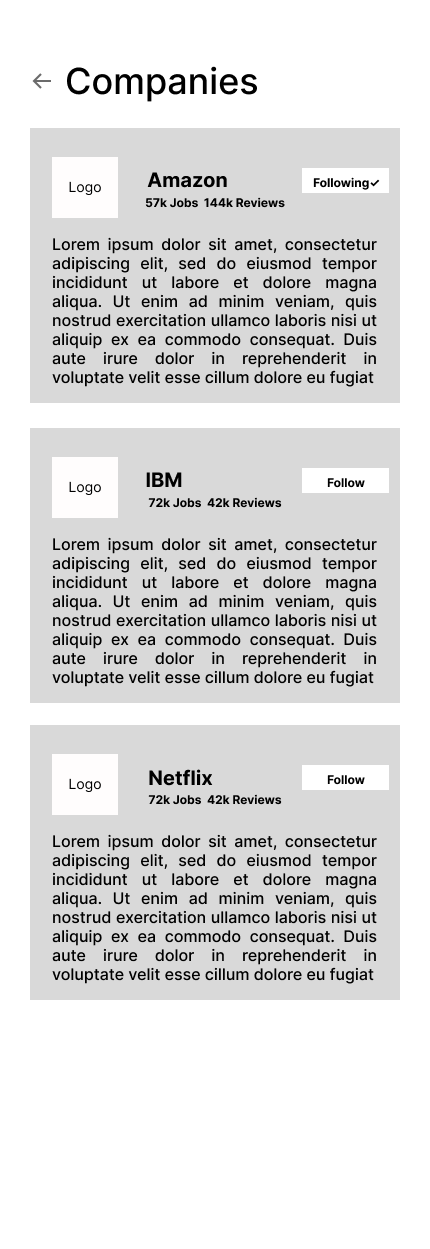 ← Companies
Logo
Amazon
Following✓
57k Jobs 144k Reviews
Lorem ipsum dolor sit amet, consectetur
adipiscing elit, sed do eiusmod tempor
incididunt ut labore et dolore magna
aliqua. Ut enim ad minim veniam, quis
nostrud exercitation ullamco laboris nisi ut
aliquip ex ea commodo consequat. Duis
aute irure dolor in reprehenderit in
voluptate velit esse cillum dolore eu fugiat
Logo
IBM
Follow
72k Jobs 42k Reviews
Lorem ipsum dolor sit amet, consectetur
adipiscing elit, sed do eiusmod tempor
incididunt ut labore et dolore magna
aliqua. Ut enim ad minim veniam, quis
nostrud exercitation ullamco laboris nisi ut
aliquip ex ea commodo consequat. Duis
aute irure dolor in reprehenderit in
voluptate velit esse cillum dolore eu fugiat
Logo
Netflix
Follow
72k Jobs 42k Reviews
Lorem ipsum dolor sit amet, consectetur
adipiscing elit, sed do eiusmod tempor
incididunt ut labore et dolore magna
aliqua. Ut enim ad minim veniam, quis
nostrud exercitation ullamco laboris nisi ut
aliquip ex ea commodo consequat. Duis
aute irure dolor in reprehenderit in
voluptate velit esse cillum dolore eu fugiat